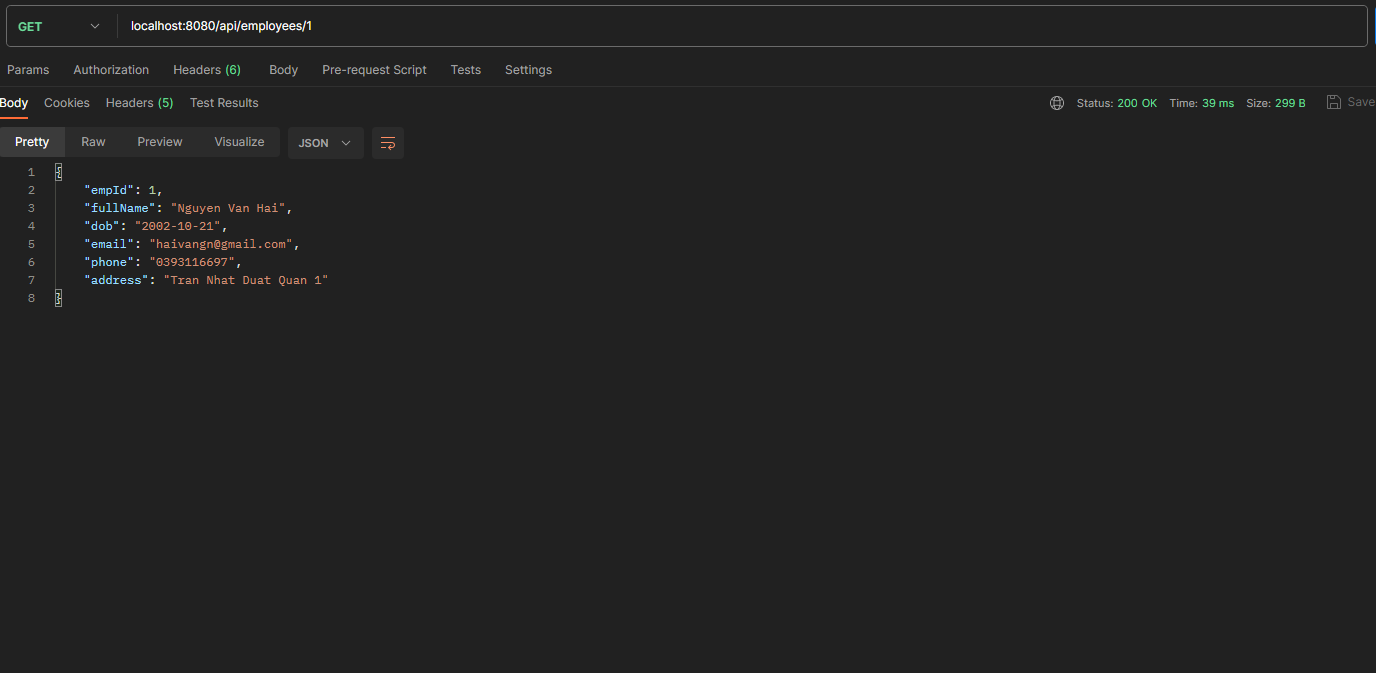 GET localhost:8080/api/employees/1
Params Authorization Headers (6) Body Pre-request Script Tests Settings
Body Cookies Headers (5) Test Results Status: 200 OK Time: 39 ms Size: 299 B Save
Pretty Raw Preview Visualize JSON
1 {
2 "empId": 1,
3 "fullName": "Nguyen Van Hai",
4 "dob": "2002-10-21",
5 "email": "haivangn@gmail.com",
6 "phone": "0393116697",
7 "address": "Tran Nhat Duat Quan 1"
8 }